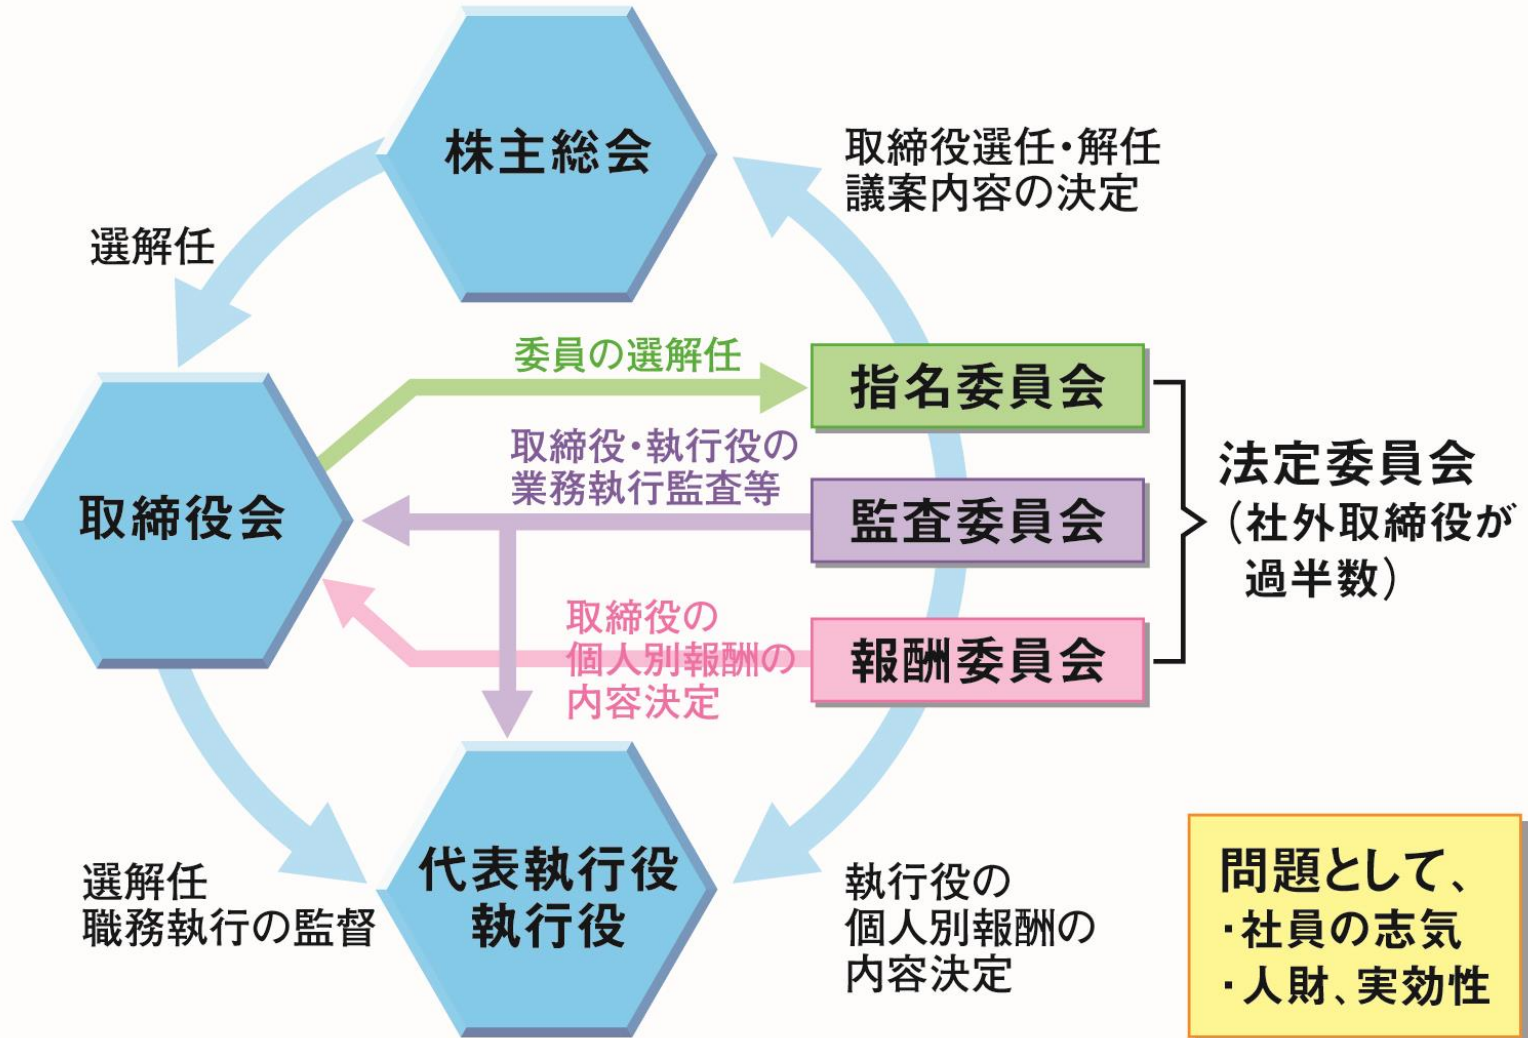 株主総会
取締役選任・解任
議案内容の決定
選解任
委員の選解任
指名委員会
取締役・執行役の
業務執行監査等
取締役会
監査委員会
法定委員会
（社外取締役が
過半数）
取締役の
個人別報酬の
内容決定
報酬委員会
選解任
職務執行の監督
代表執行役
執行役
執行役の
個人別報酬の
内容決定
問題として、
・社員の志気
・人財、実効性